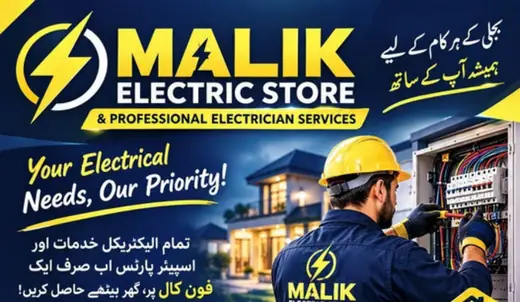 MALIK
ELECTRIC STORE
& PROFESSIONAL ELECTRICIAN SERVICES
بجلی کے ہر کام کے لیے
ہمیشہ آپ کے ساتھ
Your Electrical
Needs, Our Priority!
تمام الیکٹریکل خدمات اور
اسپیئر پارٹس اب صرف ایک
فون کال پر، گھر بیٹھے حاصل کریں!
MALIK